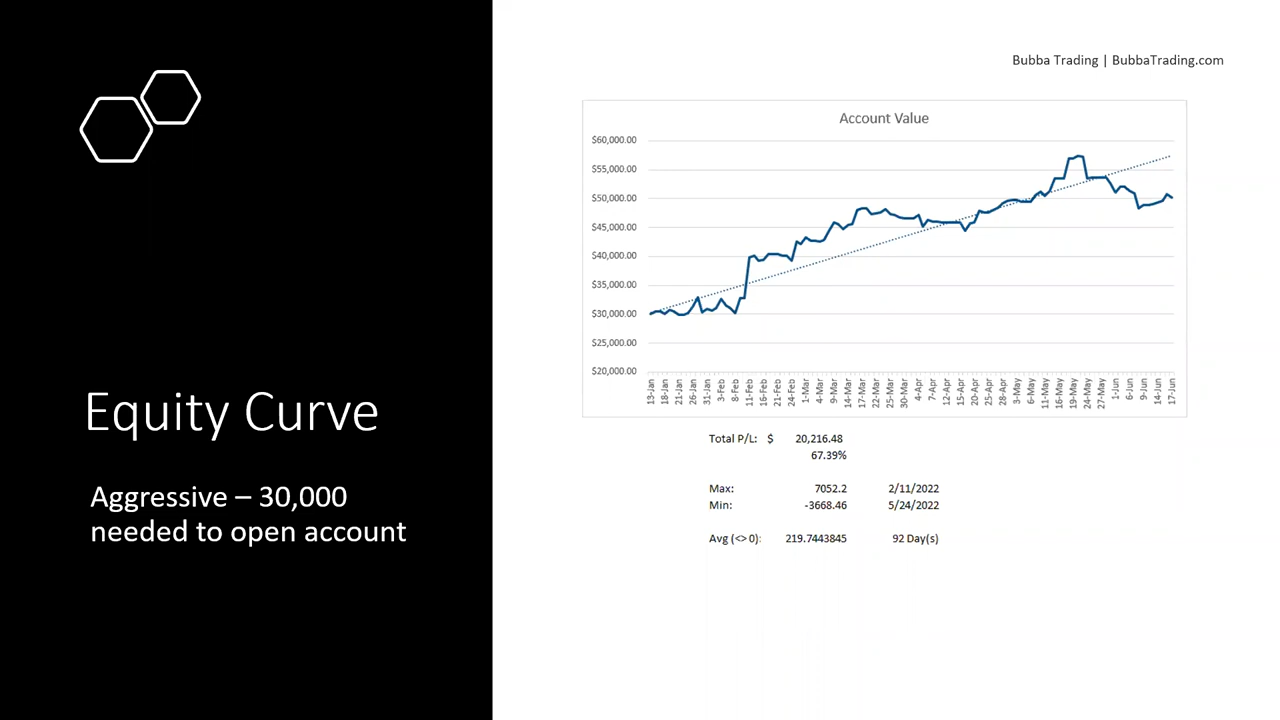 Bubba Trading | BubbaTrading.com
Account Value
$60,000.00
$55,000.00
$50,000.00
$45,000.00
$40,000.00
$35,000.00
$30,000.00
$25,000.00
$20,000.00
13-Jan
18-Jan
21-Jan
26-Jan
31-Jan
3-Feb
8-Feb
11-Feb
16-Feb
21-Feb
24-Feb
1-Mar
4-Mar
9-Mar
14-Mar
17-Mar
22-Mar
25-Mar
30-Mar
4-Apr
7-Apr
12-Apr
15-Apr
20-Apr
25-Apr
28-Apr
3-May
6-May
11-May
16-May
19-May
24-May
27-May
1-Jun
6-Jun
9-Jun
14-Jun
17-Jun
Equity Curve
Aggressive – 30,000
needed to open account
Total P/L: $ 20,216.48
67.39%
Max: 7052.2 2/11/2022
Min: -3668.46 5/24/2022
Avg (<> 0): 219.7443845 92 Day(s)